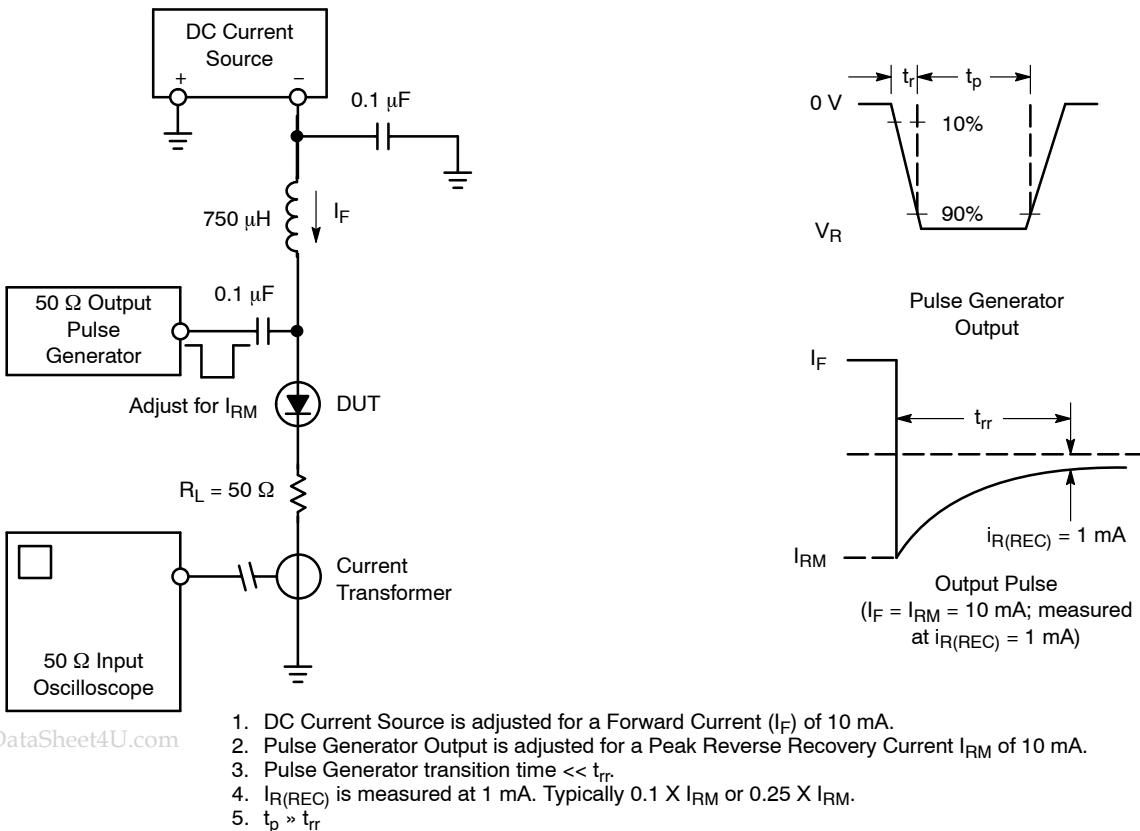 DC Current
Source
+
−
0.1 μF
750 μH
I_F
50 Ω Output
Pulse
Generator
0.1 μF
Adjust for I_RM
DUT
R_L = 50 Ω
Current
Transformer
50 Ω Input
Oscilloscope
t_r
t_p
0 V
10%
90%
V_R
Pulse Generator
Output
I_F
t_rr
i_R(REC) = 1 mA
I_RM
Output Pulse
(I_F = I_RM = 10 mA; measured
at i_R(REC) = 1 mA)
DataSheet4U.com
1. DC Current Source is adjusted for a Forward Current (I_F) of 10 mA.
2. Pulse Generator Output is adjusted for a Peak Reverse Recovery Current I_RM of 10 mA.
3. Pulse Generator transition time << t_rr.
4. I_R(REC) is measured at 1 mA. Typically 0.1 X I_RM or 0.25 X I_RM.
5. t_p » t_rr